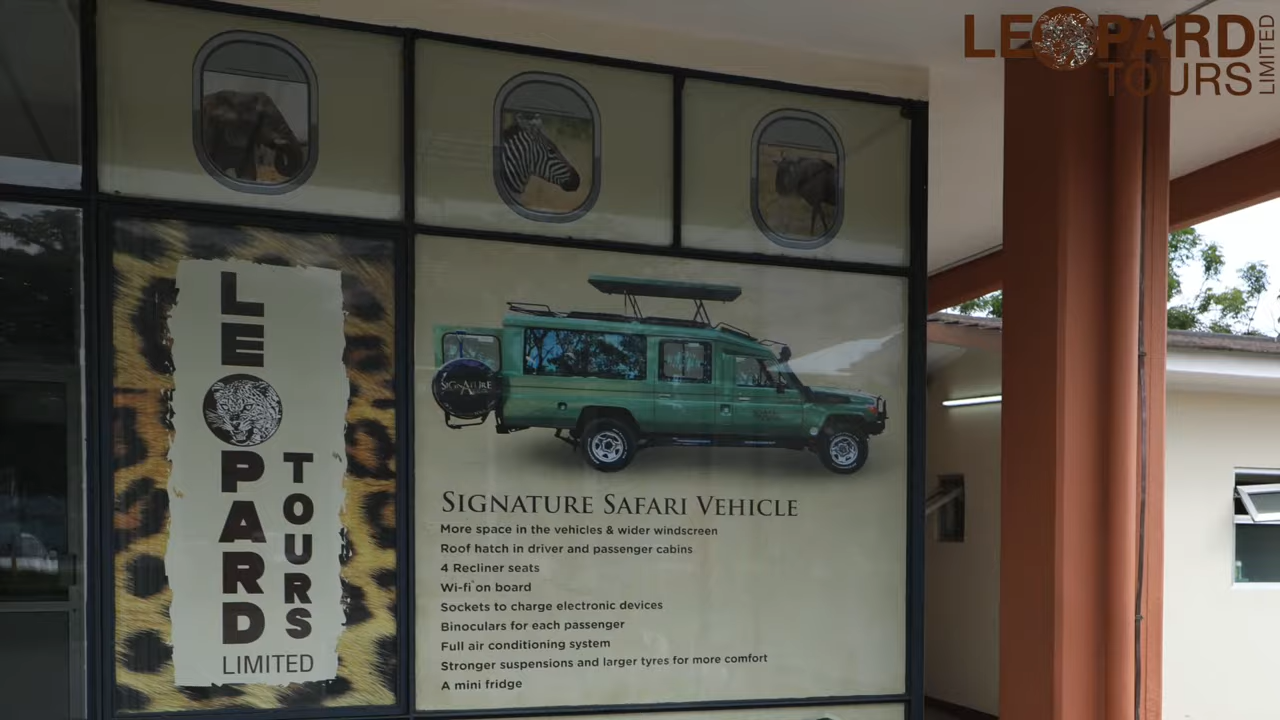 LEOPARD
TOURS
LIMITED
LEOPARD
TOURS
LIMITED
SIGNATURE
SIGNATURE SAFARI VEHICLE
More space in the vehicles & wider windscreen
Roof hatch in driver and passenger cabins
4 Recliner seats
Wi-fi on board
Sockets to charge electronic devices
Binoculars for each passenger
Full air conditioning system
Stronger suspensions and larger tyres for more comfort
A mini fridge